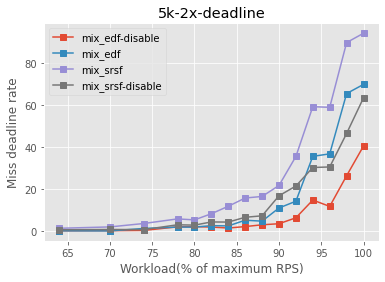 5k-2x-deadline
mix_edf-disable
mix_edf
mix_srsf
mix_srsf-disable
Miss deadline rate
80
60
40
20
0
65 70 75 80 85 90 95 100
Workload(% of maximum RPS)